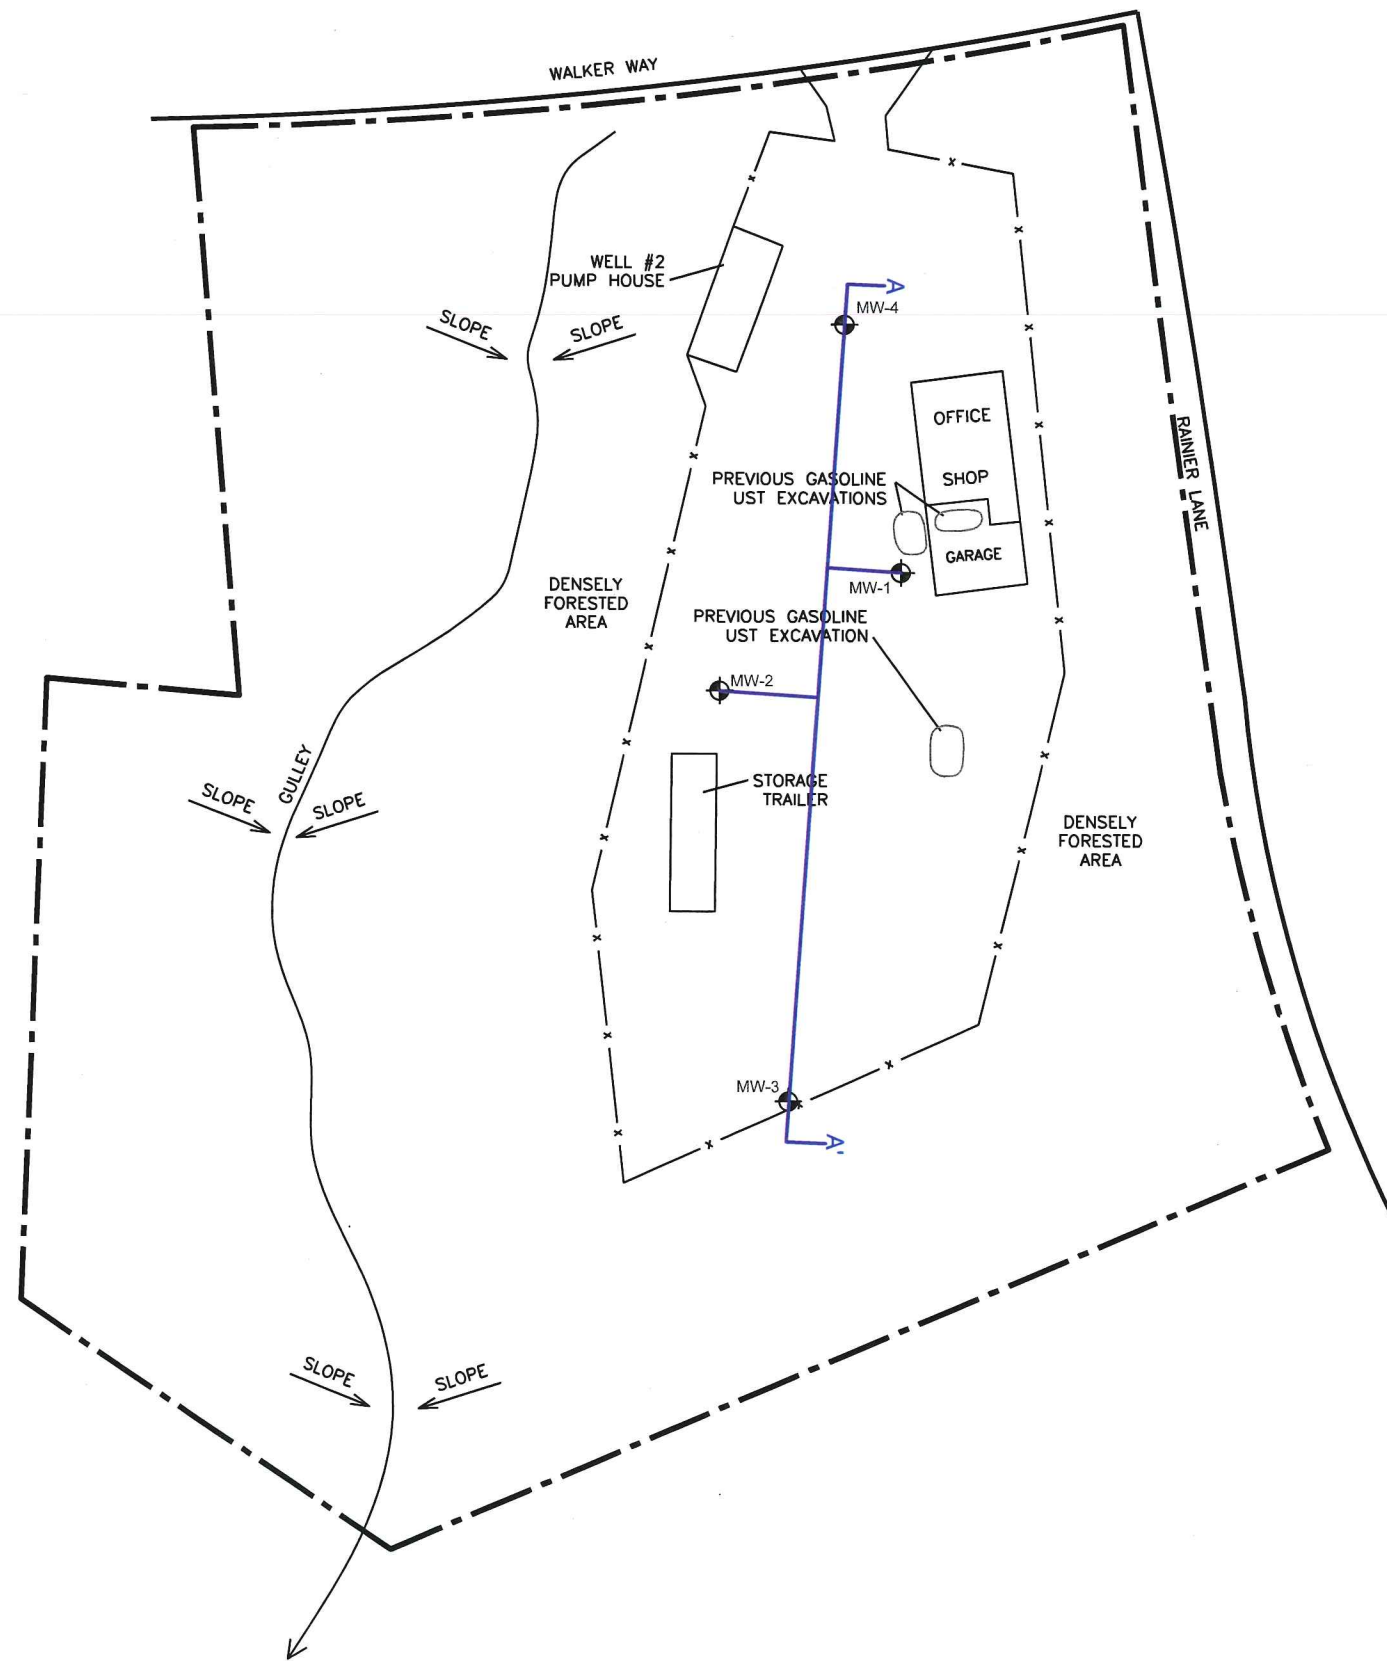 WALKER WAY
WELL #2
PUMP HOUSE
A
MW-4
SLOPE
SLOPE
OFFICE
RAINIER LANE
PREVIOUS GASOLINE
UST EXCAVATIONS
SHOP
GARAGE
MW-1
DENSELY
FORESTED
AREA
PREVIOUS GASOLINE
UST EXCAVATION
MW-2
GULLEY
STORAGE
TRAILER
SLOPE
SLOPE
DENSELY
FORESTED
AREA
MW-3
A'
SLOPE
SLOPE